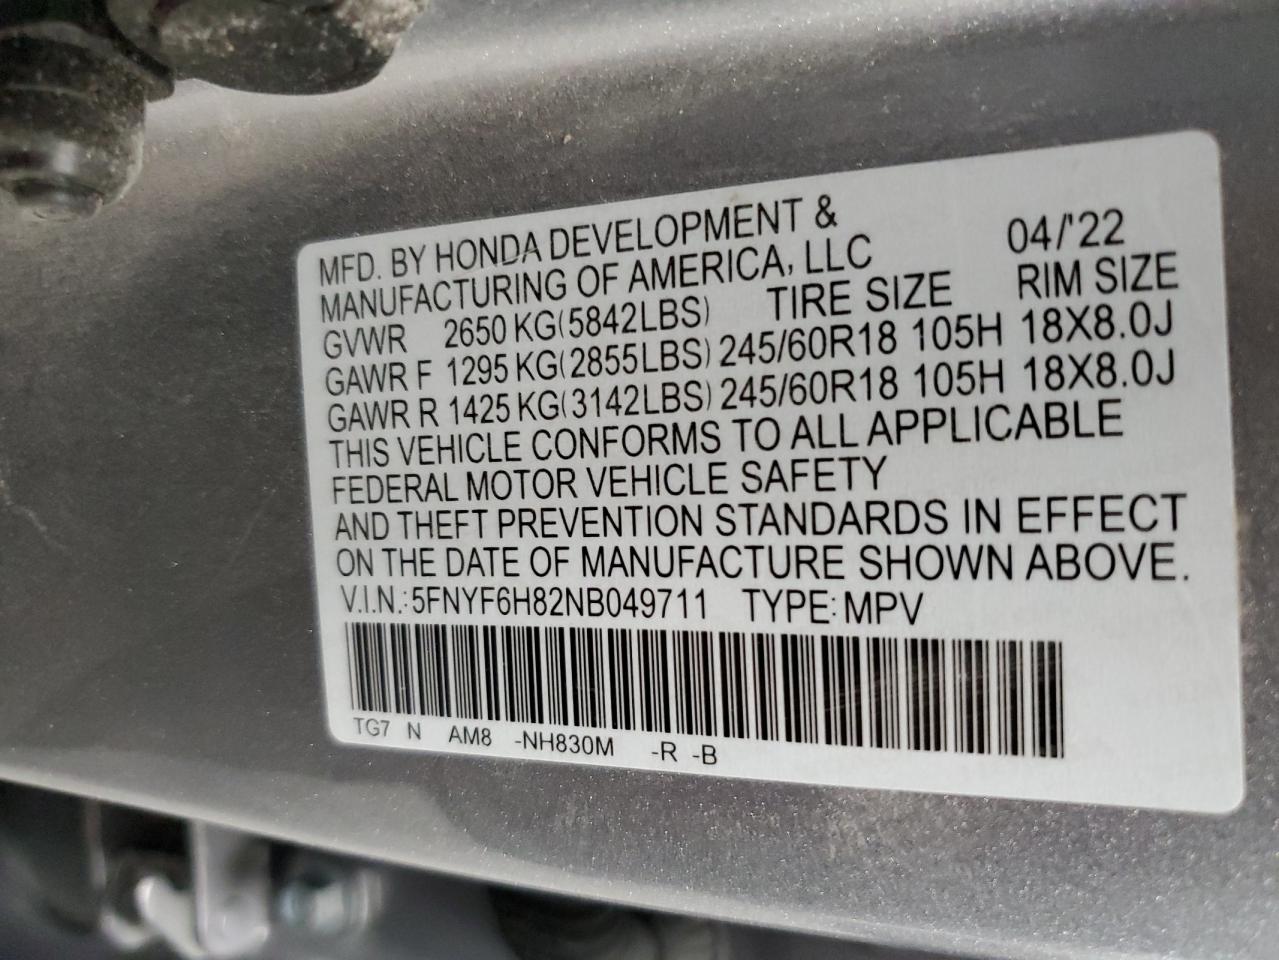 MFD. BY HONDA DEVELOPMENT &
MANUFACTURING OF AMERICA, LLC 04/'22
GVWR 2650 KG(5842LBS) TIRE SIZE RIM SIZE
GAWR F 1295 KG(2855LBS) 245/60R18 105H 18X8.0J
GAWR R 1425 KG(3142LBS) 245/60R18 105H 18X8.0J
THIS VEHICLE CONFORMS TO ALL APPLICABLE
FEDERAL MOTOR VEHICLE SAFETY
AND THEFT PREVENTION STANDARDS IN EFFECT
ON THE DATE OF MANUFACTURE SHOWN ABOVE.
V.I.N.: 5FNYF6H82NB049711 TYPE: MPV
TG7 N AM8 -NH830M -R -B